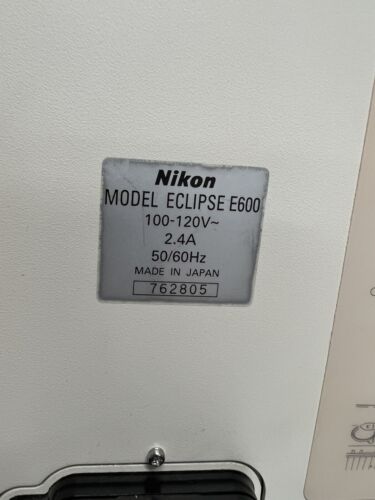 Nikon
MODEL ECLIPSE E600
100-120V~
2.4A
50/60Hz
MADE IN JAPAN
762805